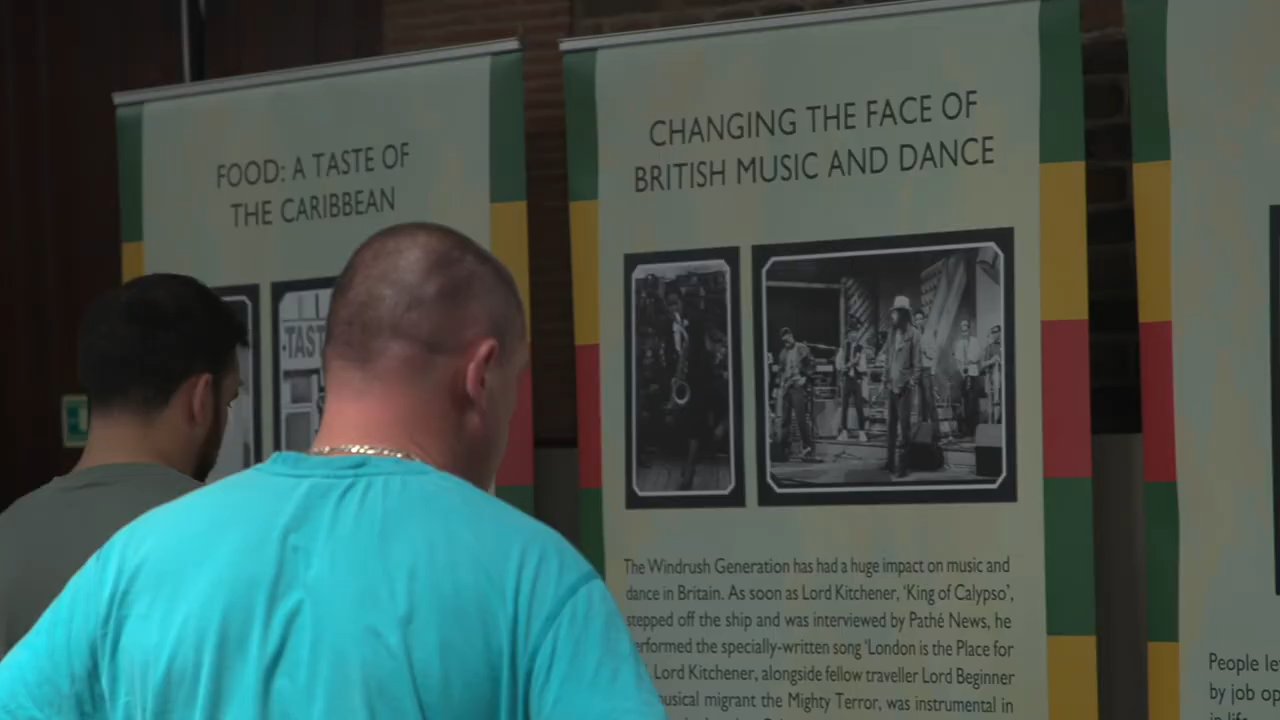 FOOD: A TASTE OF
THE CARIBBEAN
TAST
CHANGING THE FACE OF
BRITISH MUSIC AND DANCE
The Windrush Generation has had a huge impact on music and
dance in Britain. As soon as Lord Kitchener, 'King of Calypso',
stepped off the ship and was interviewed by Pathé News, he
erformed the specially-written song 'London is the Place for
Lord Kitchener, alongside fellow traveller Lord Beginner
usical migrant the Mighty Terror, was instrumental in
People le
by job op